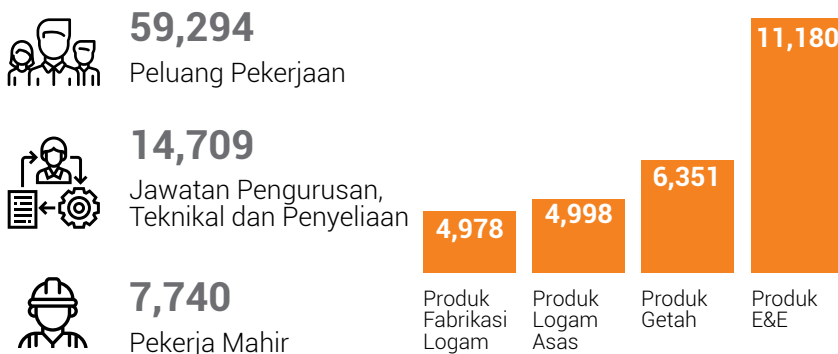 59,294
Peluang Pekerjaan
14,709
Jawatan Pengurusan,
Teknikal dan Penyeliaan
7,740
Pekerja Mahir
4,978
4,998
6,351
11,180
Produk
Fabrikasi
Logam
Produk
Logam
Asas
Produk
Getah
Produk
E&E